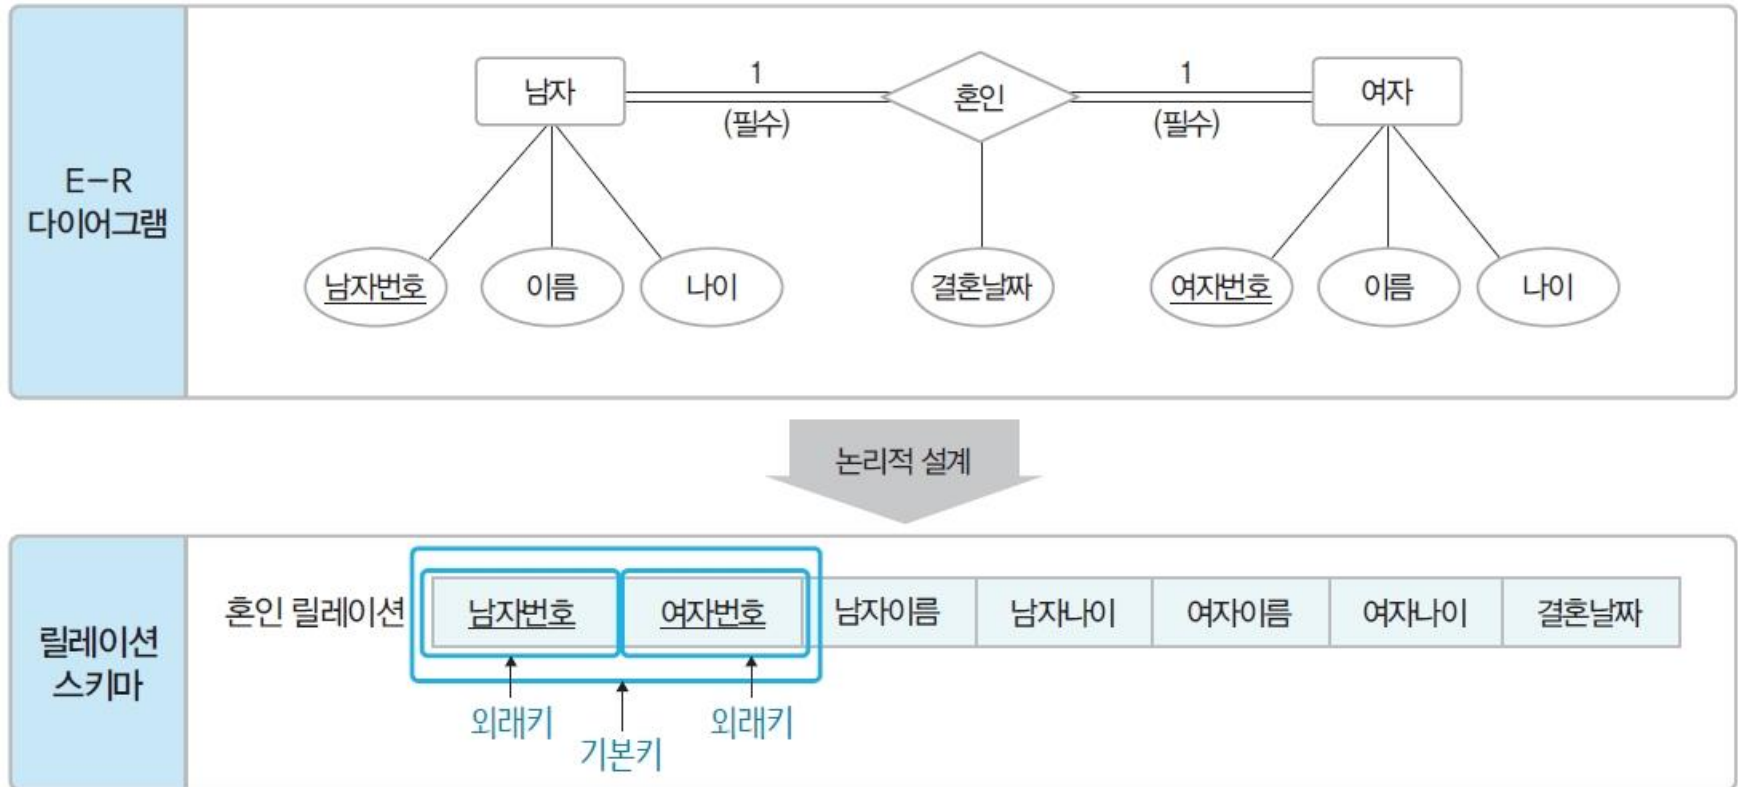 E-R
다이어그램
남자
1
(필수)
혼인
1
(필수)
여자
남자번호
이름
나이
결혼날짜
여자번호
이름
나이
논리적 설계
릴레이션
스키마
혼인 릴레이션
남자번호
여자번호
남자이름
남자나이
여자이름
여자나이
결혼날짜
외래키
기본키
외래키